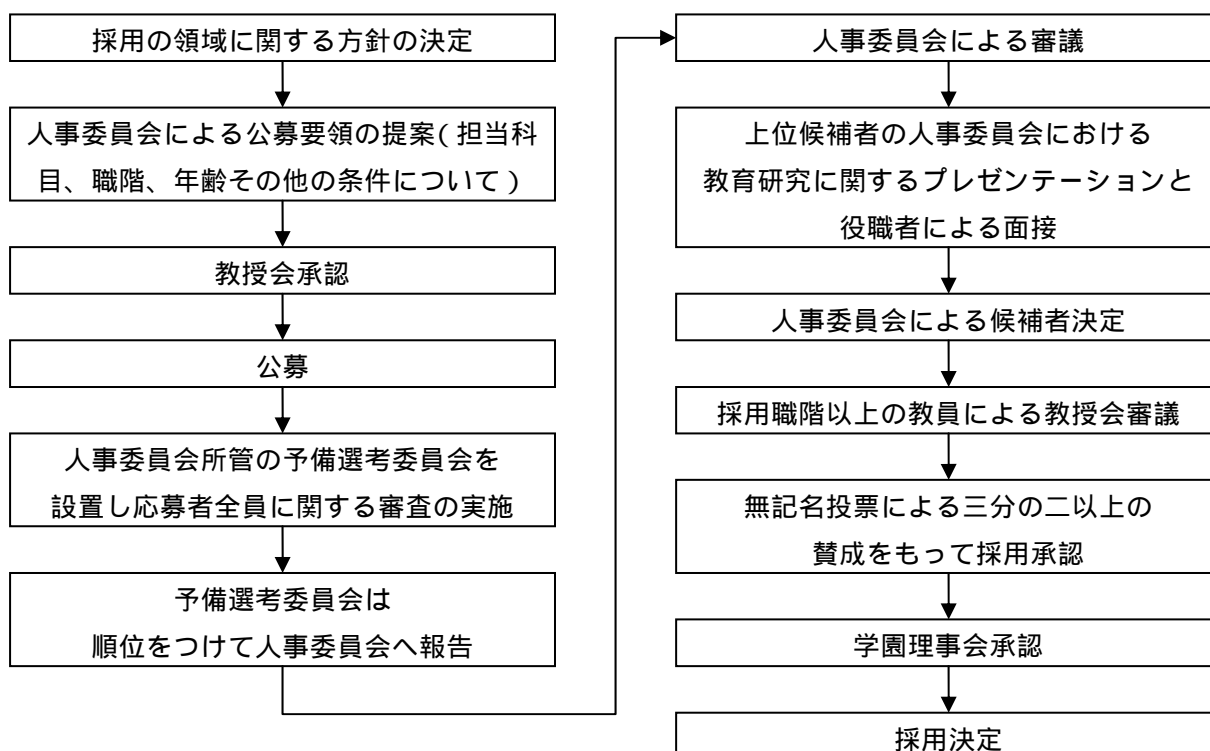 採用の領域に関する方針の決定
人事委員会による公募要領の提案(担当科
目、職階、年齢その他の条件について)
教授会承認
公募
人事委員会所管の予備選考委員会を
設置し応募者全員に関する審査の実施
予備選考委員会は
順位をつけて人事委員会へ報告
人事委員会による審議
上位候補者の人事委員会における
教育研究に関するプレゼンテーションと
役職者による面接
人事委員会による候補者決定
採用職階以上の教員による教授会審議
無記名投票による三分の二以上の
賛成をもって採用承認
学園理事会承認
採用決定